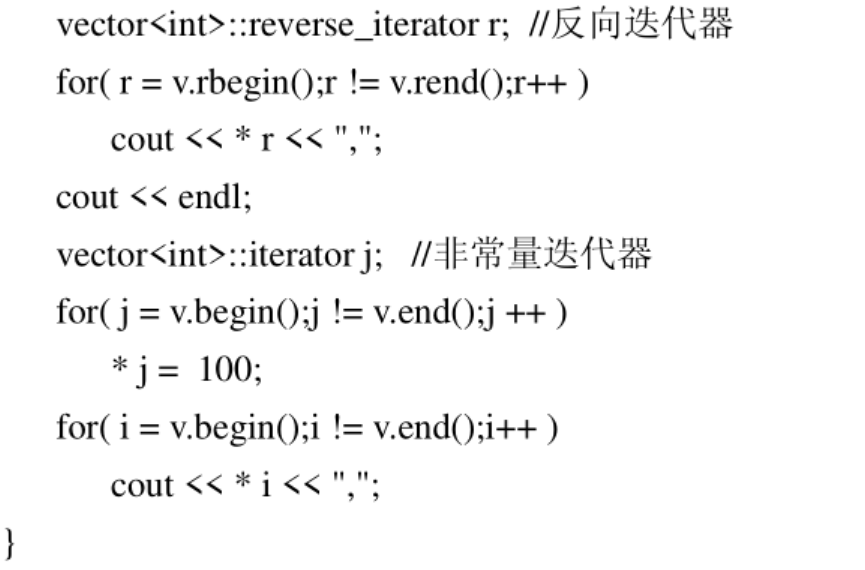 vector<int>::reverse_iterator r;  //反向迭代器
for( r = v.rbegin();r != v.rend();r++ )
cout << * r << ",";
cout << endl;
vector<int>::iterator j;   //非常量迭代器
for( j = v.begin();j != v.end();j ++ )
* j =  100;
for( i = v.begin();i != v.end();i++ )
cout << * i << ",";
}